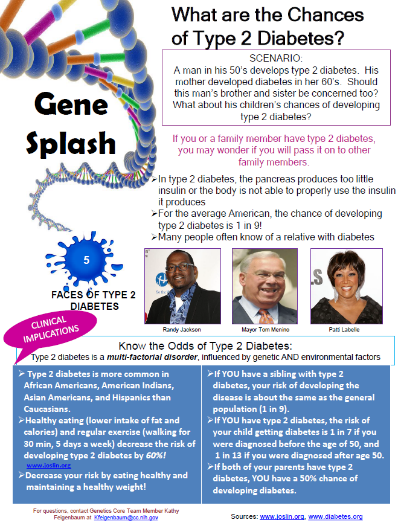 What are the Chances
of Type 2 Diabetes?
SCENARIO:
A man in his 50's develops type 2 diabetes.  His
mother developed diabetes in her 60's.  Should
this man's brother and sister be concerned too?
What about his children's chances of developing
type 2 diabetes?
Gene
Splash
If you or a family member have type 2 diabetes,
you may wonder if you will pass it on to other
family members.
➢In type 2 diabetes, the pancreas produces too little
insulin or the body is not able to properly use the insulin
it produces
➢For the average American, the chance of developing
type 2 diabetes is 1 in 9!
➢Many people often know of a relative with diabetes
5
FACES OF TYPE 2
DIABETES
Randy Jackson
Mayor Tom Menino
Patti Labelle
CLINICAL
IMPLICATIONS
Know the Odds of Type 2 Diabetes:
Type 2 diabetes is a multi-factorial disorder, influenced by genetic AND environmental factors
➢ Type 2 diabetes is more common in
African Americans, American Indians,
Asian Americans, and Hispanics than
Caucasians.
➢Healthy eating (lower intake of fat and
calories) and regular exercise (walking for
30 min, 5 days a week) decrease the risk of
developing type 2 diabetes by 60%!
www.joslin.org
➢Decrease your risk by eating healthy and
maintaining a healthy weight!
➢If YOU have a sibling with type 2
diabetes, your risk of developing the
disease is about the same as the general
population (1 in 9).
➢If YOU have type 2 diabetes, the risk of
your child getting diabetes is 1 in 7 if you
were diagnosed before the age of 50, and
1 in 13 if you were diagnosed after age 50.
➢If both of your parents have type 2
diabetes, YOU have a 50% chance of
developing diabetes.
For questions, contact Genetics Core Team Member Kathy
Feigenbaum at Kfeigenbaum@cc.nih.gov
Sources: www.joslin.org, www.diabetes.org